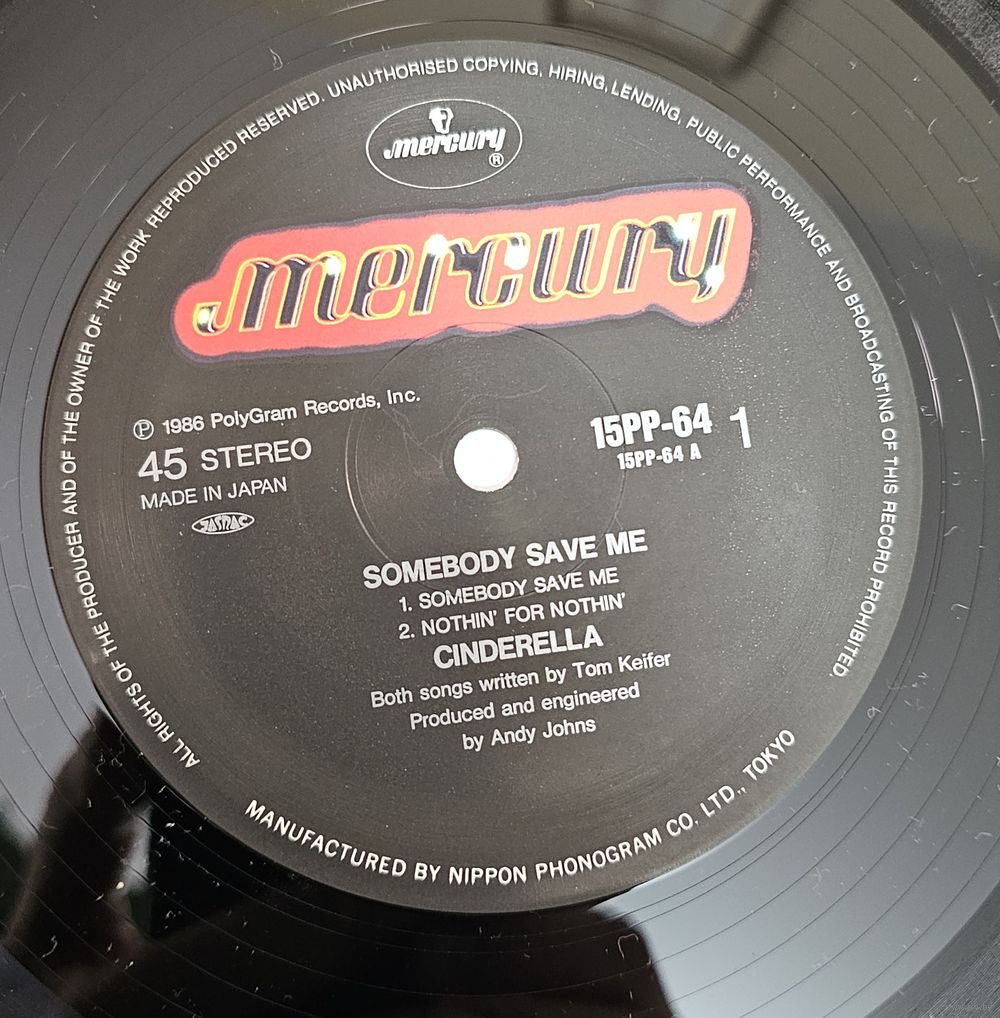 ALL RIGHTS OF THE PRODUCER AND OF THE OWNER OF THE WORK REPRODUCED RESERVED. UNAUTHORISED COPYING, HIRING, LENDING, PUBLIC PERFORMANCE AND BROADCASTING OF THIS RECORD PROHIBITED.
mercury ®
mercury
℗ 1986 PolyGram Records, Inc.
45 STEREO
MADE IN JAPAN
JASRAC
15PP-64 1
15PP-64 A
SOMEBODY SAVE ME
1. SOMEBODY SAVE ME
2. NOTHIN' FOR NOTHIN'
CINDERELLA
Both songs written by Tom Keifer
Produced and engineered
by Andy Johns
MANUFACTURED BY NIPPON PHONOGRAM CO. LTD., TOKYO